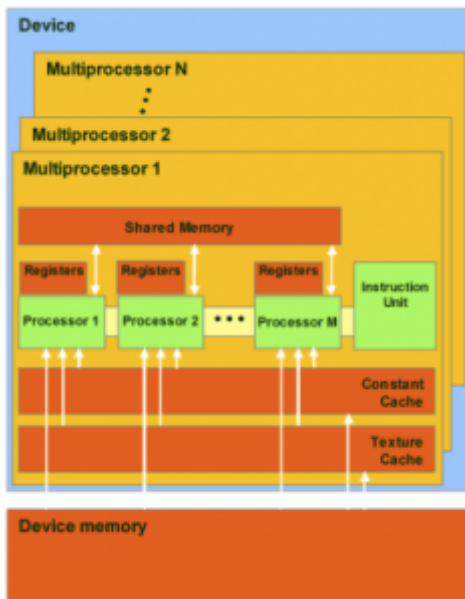 Device
Multiprocessor N
Multiprocessor 2
Multiprocessor 1
Shared Memory
Registers Registers Registers
Instruction
Unit
Processor 1 Processor 2 Processor M
Constant
Cache
Texture
Cache
Device memory